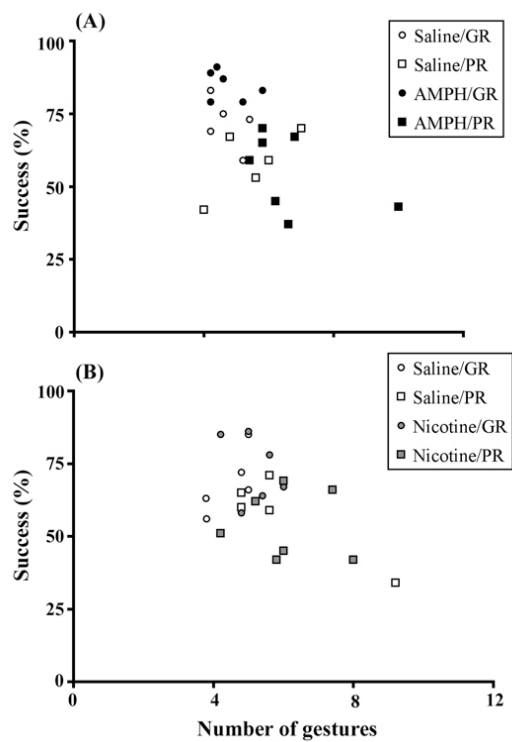 (A)
Saline/GR
Saline/PR
AMPH/GR
AMPH/PR
100
75
50
25
0
Success (%)
(B)
Saline/GR
Saline/PR
Nicotine/GR
Nicotine/PR
100
75
50
25
0
Success (%)
0
4
8
12
Number of gestures